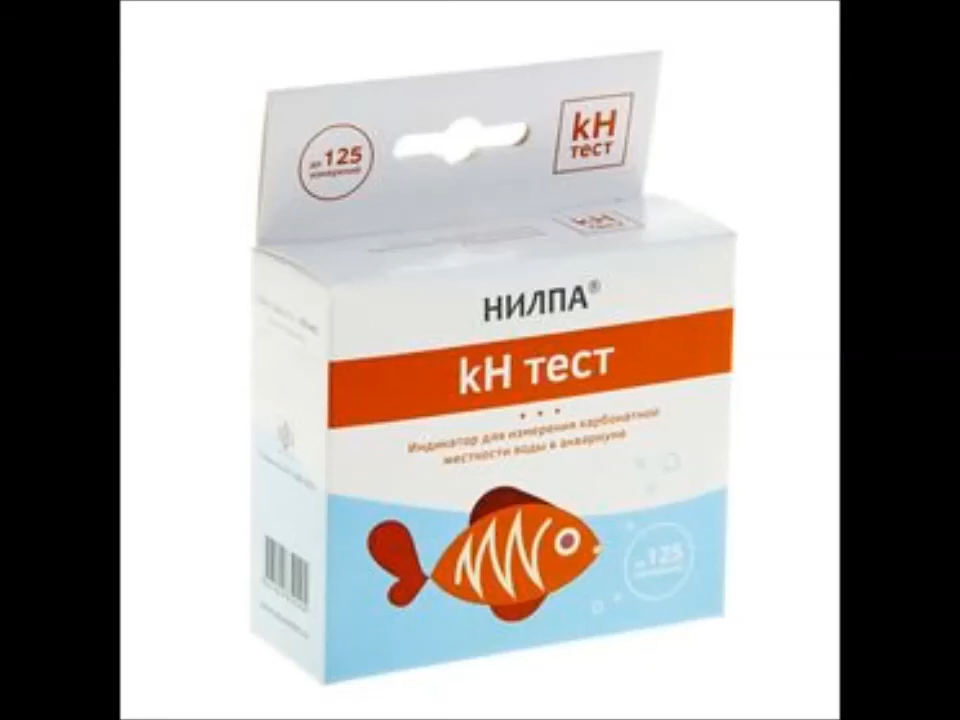 до 125
измерений
kH
тест
kH
тест
НИЛПА®
kH тест
Индикатор для измерения карбонатной
жесткости воды в аквариуме
до 125
измерений